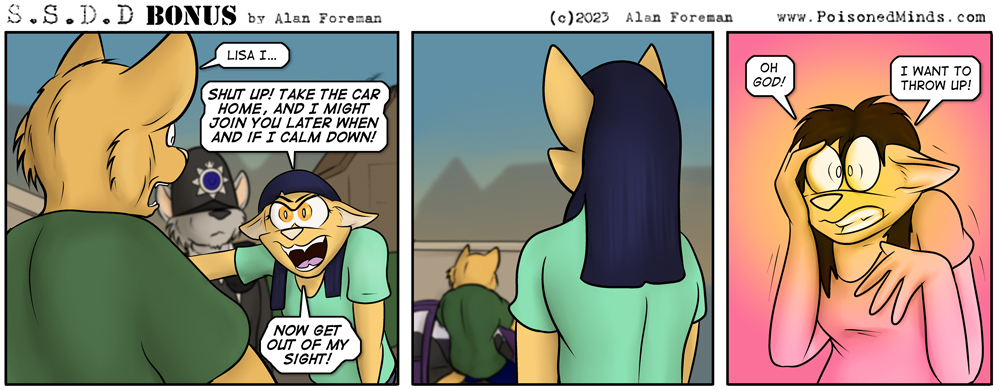 S.S.D.D BONUS by Alan Foreman (c)2023 Alan Foreman www.PoisonedMinds.com
LISA I...
SHUT UP! TAKE THE CAR
HOME, AND I MIGHT
JOIN YOU LATER WHEN
AND IF I CALM DOWN!
NOW GET
OUT OF MY
SIGHT!
OH
GOD!
I WANT TO
THROW UP!